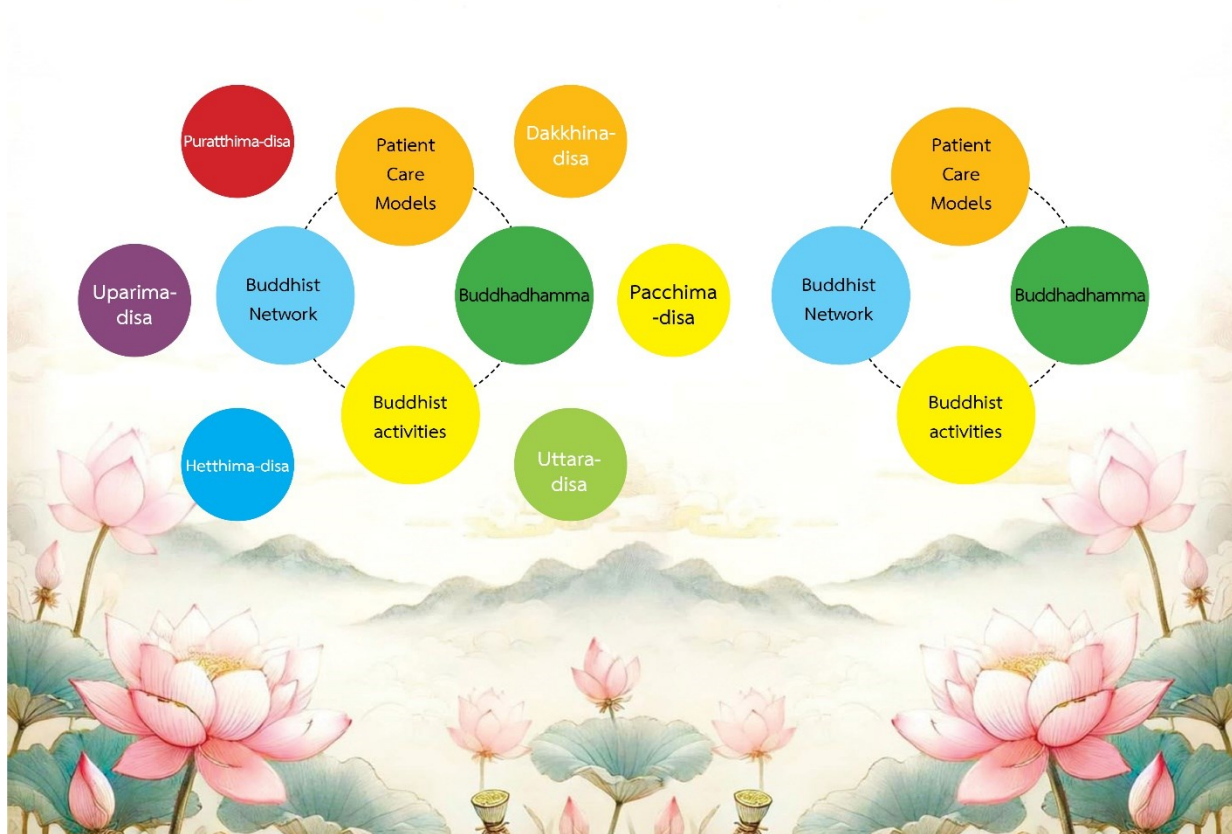 Puratthima-disa
Patient
Care
Models
Dakkhina-
disa
Uparima-
disa
Buddhist
Network
Buddhadhamma
Pacchima
-disa
Hetthima-disa
Buddhist
activities
Uttara-
disa
Patient
Care
Models
Buddhist
Network
Buddhadhamma
Buddhist
activities